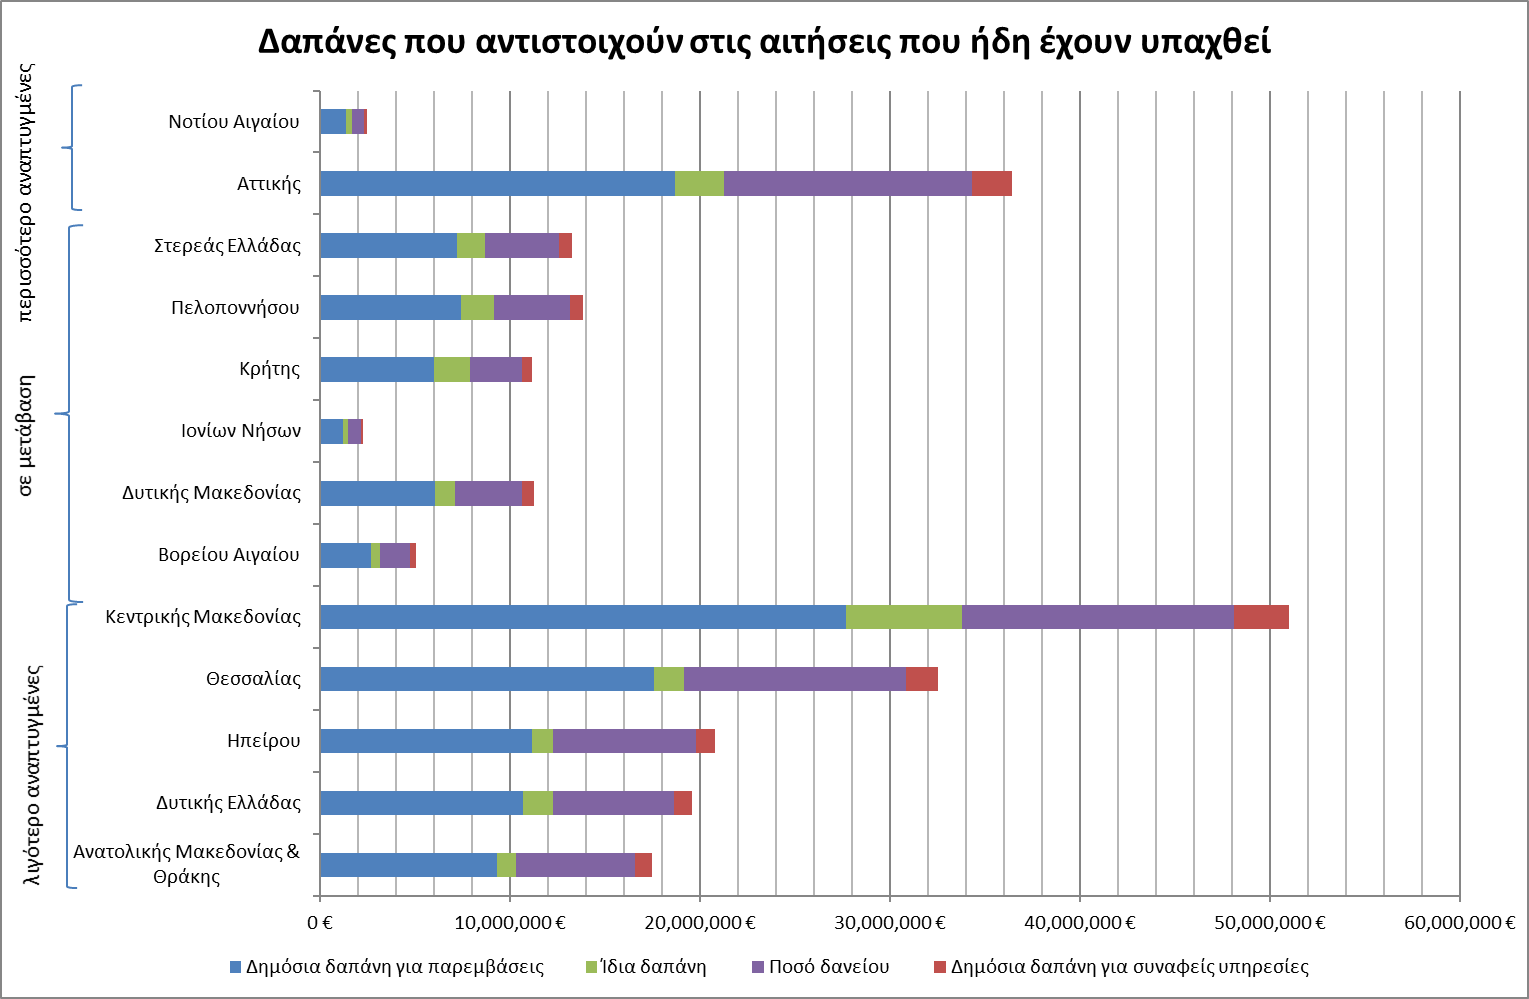 Δαπάνες που αντιστοιχούν στις αιτήσεις που ήδη έχουν υπαχθεί
περισσότερο αναπτυγμένες
σε μετάβαση
λιγότερο αναπτυγμένες
Νοτίου Αιγαίου
Αττικής
Στερεάς Ελλάδας
Πελοποννήσου
Κρήτης
Ιονίων Νήσων
Δυτικής Μακεδονίας
Βορείου Αιγαίου
Κεντρικής Μακεδονίας
Θεσσαλίας
Ηπείρου
Δυτικής Ελλάδας
Ανατολικής Μακεδονίας &
Θράκης
0 € 10,000,000 € 20,000,000 € 30,000,000 € 40,000,000 € 50,000,000 € 60,000,000 €
Δημόσια δαπάνη για παρεμβάσεις Ίδια δαπάνη Ποσό δανείου Δημόσια δαπάνη για συναφείς υπηρεσίες